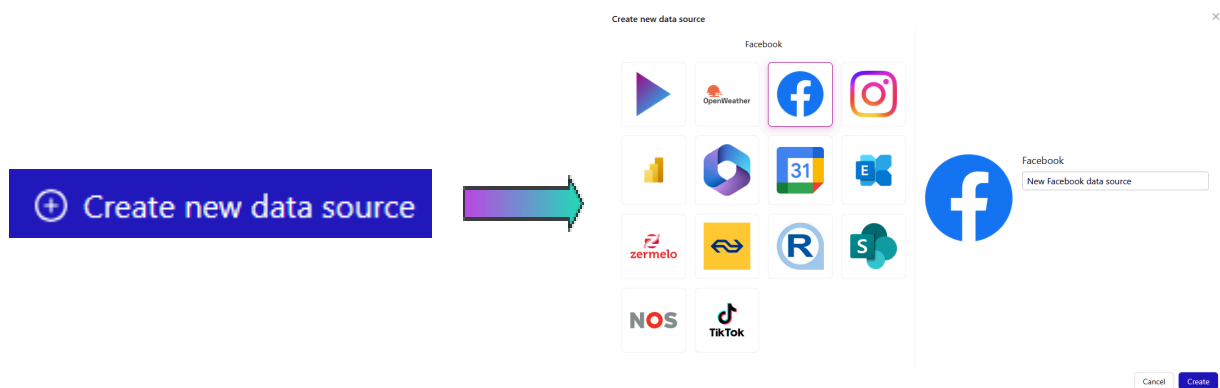 Create new data source
Create new data source
Facebook
OpenWeather
31
E
zermelo
R
S
NOS
TikTok
Facebook
New Facebook data source
Cancel
Create